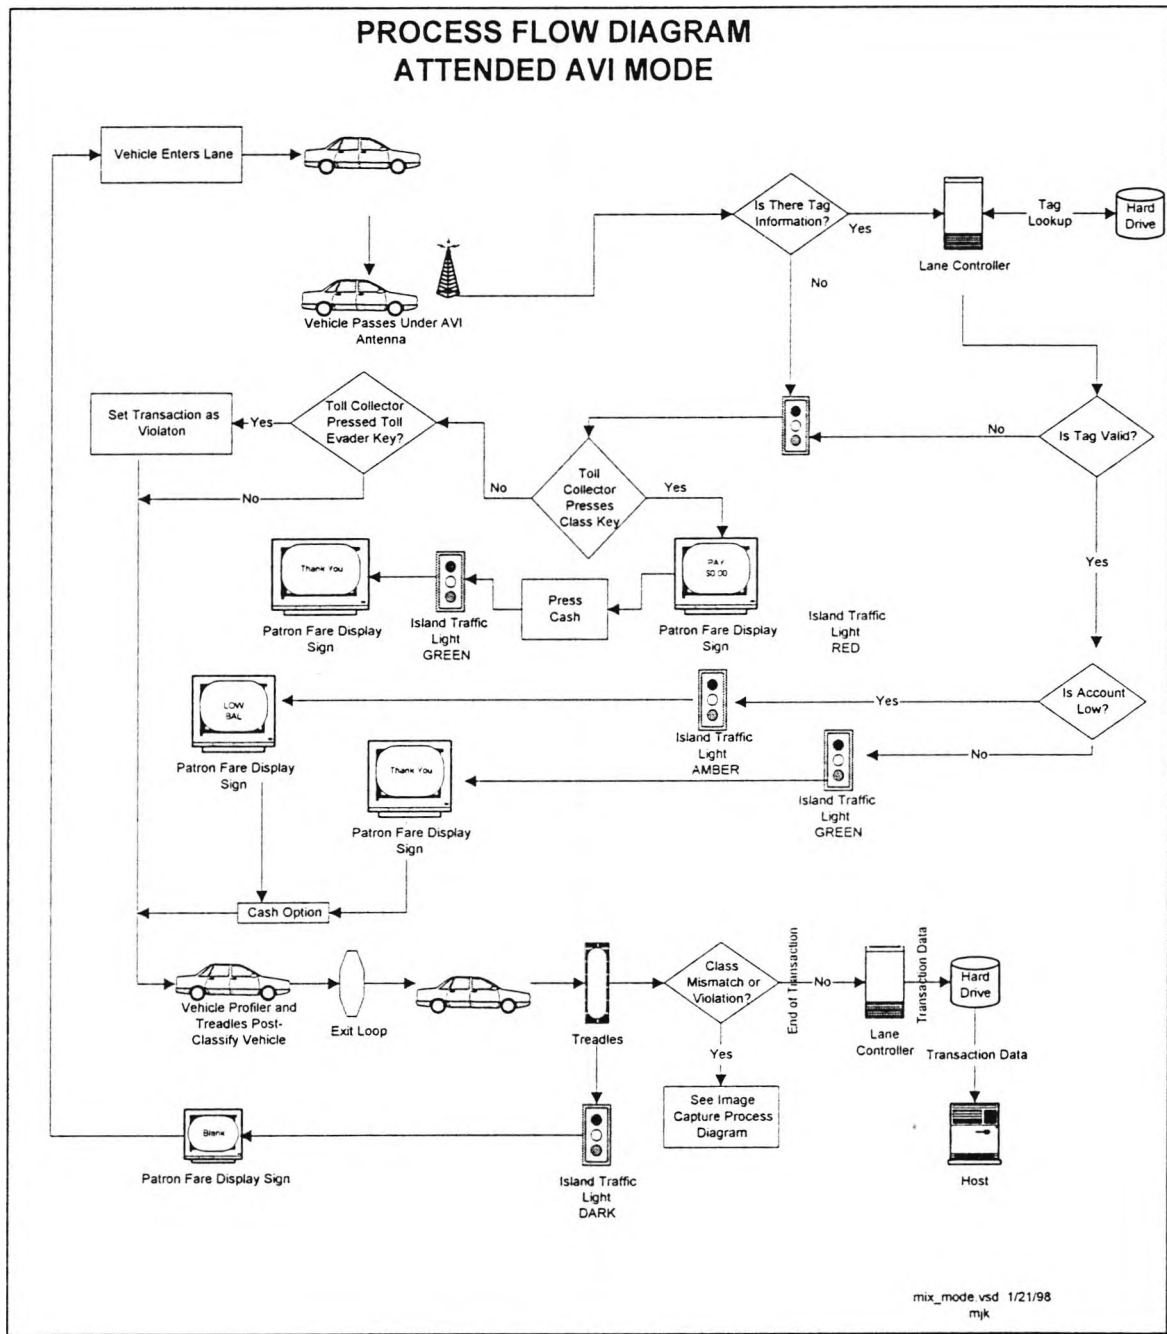 PROCESS FLOW DIAGRAM
ATTENDED AVI MODE
Vehicle Enters Lane
Is There Tag
Information?
Yes
Tag
Lookup
Hard
Drive
Lane Controller
No
Vehicle Passes Under AVI
Antenna
Set Transaction as
Violaton
Yes
Toll Collector
Pressed Toll
Evader Key?
No
Is Tag Valid?
No
Toll
Collector
Presses
Class Key
No
Yes
Yes
Thank You
Patron Fare Display
Sign
Island Traffic
Light
GREEN
Press
Cash
PAY
$0.00
Patron Fare Display
Sign
Island Traffic
Light
RED
Is Account
Low?
Yes
LOW
BAL
Patron Fare Display
Sign
Island Traffic
Light
AMBER
No
Thank You
Patron Fare Display
Sign
Island Traffic
Light
GREEN
Cash Option
Vehicle Profiler and
Treadles Post-
Classify Vehicle
Exit Loop
Treadles
Class
Mismatch or
Violation?
End of Transaction
No
Lane
Controller
Transaction Data
Hard
Drive
Transaction Data
Yes
See Image
Capture Process
Diagram
Host
Blank
Patron Fare Display Sign
Island Traffic
Light
DARK
mix_mode.vsd 1/21/98
mjk